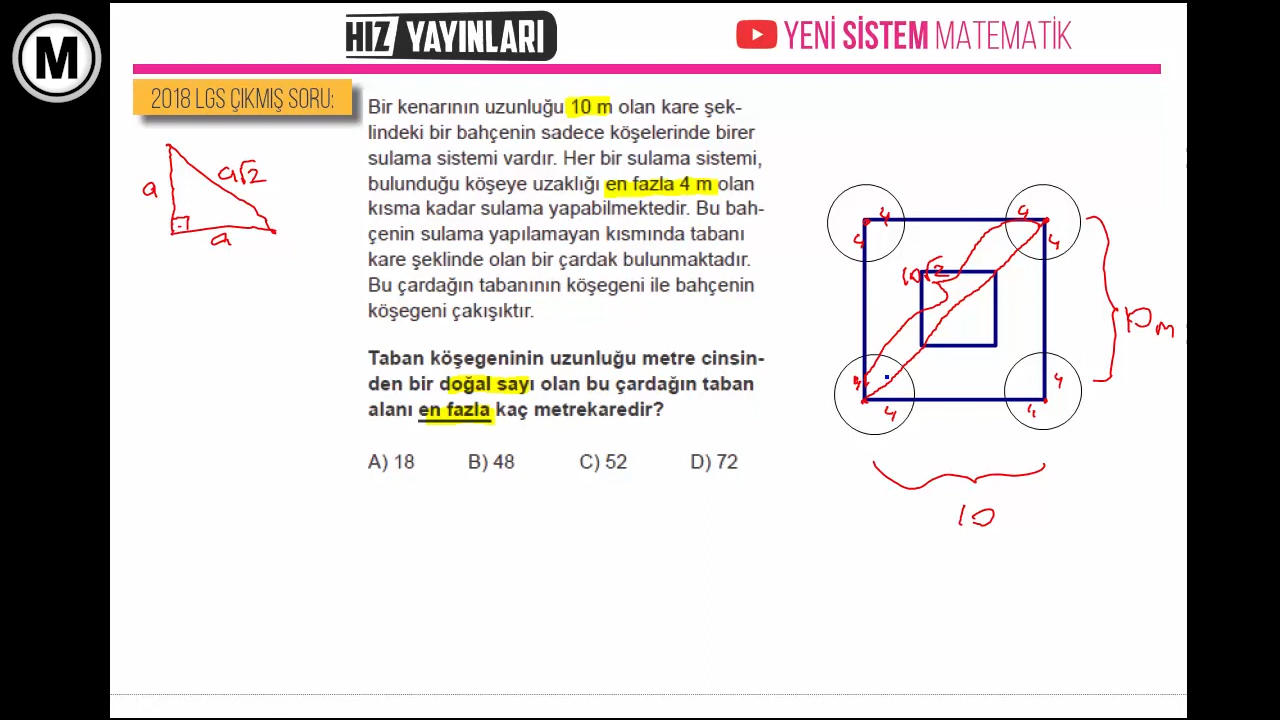 M
HIZ YAYINLARI
YENİ SİSTEM MATEMATİK
2018 LGS ÇIKMIŞ SORU:
Bir kenarının uzunluğu 10 m olan kare şek-
lindeki bir bahçenin sadece köşelerinde birer
sulama sistemi vardır. Her bir sulama sistemi,
bulunduğu köşeye uzaklığı en fazla 4 m olan
kısma kadar sulama yapabilmektedir. Bu bah-
çenin sulama yapılamayan kısmında tabanı
kare şeklinde olan bir çardak bulunmaktadır.
Bu çardağın tabanının köşegeni ile bahçenin
köşegeni çakışıktır.
Taban köşegeninin uzunluğu metre cinsin-
den bir doğal sayı olan bu çardağın taban
alanı en fazla kaç metrekaredir?
A) 18 B) 48 C) 52 D) 72
a
a√2
a
4 4
4 4
10√2
10 m
4 4
4 4
10